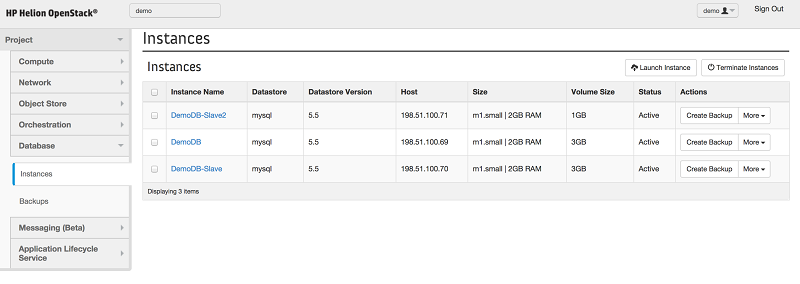 HP Helion OpenStack®
demo
demo
Sign Out
Project
Compute
Network
Object Store
Orchestration
Database
Instances
Backups
Messaging (Beta)
Application Lifecycle
Service
Instances
Instances
Launch Instance
Terminate Instances
Instance Name Datastore Datastore Version Host Size Volume Size Status Actions
DemoDB-Slave2 mysql 5.5 198.51.100.71 m1.small | 2GB RAM 1GB Active Create Backup More
DemoDB mysql 5.5 198.51.100.69 m1.small | 2GB RAM 3GB Active Create Backup More
DemoDB-Slave mysql 5.5 198.51.100.70 m1.small | 2GB RAM 3GB Active Create Backup More
Displaying 3 items